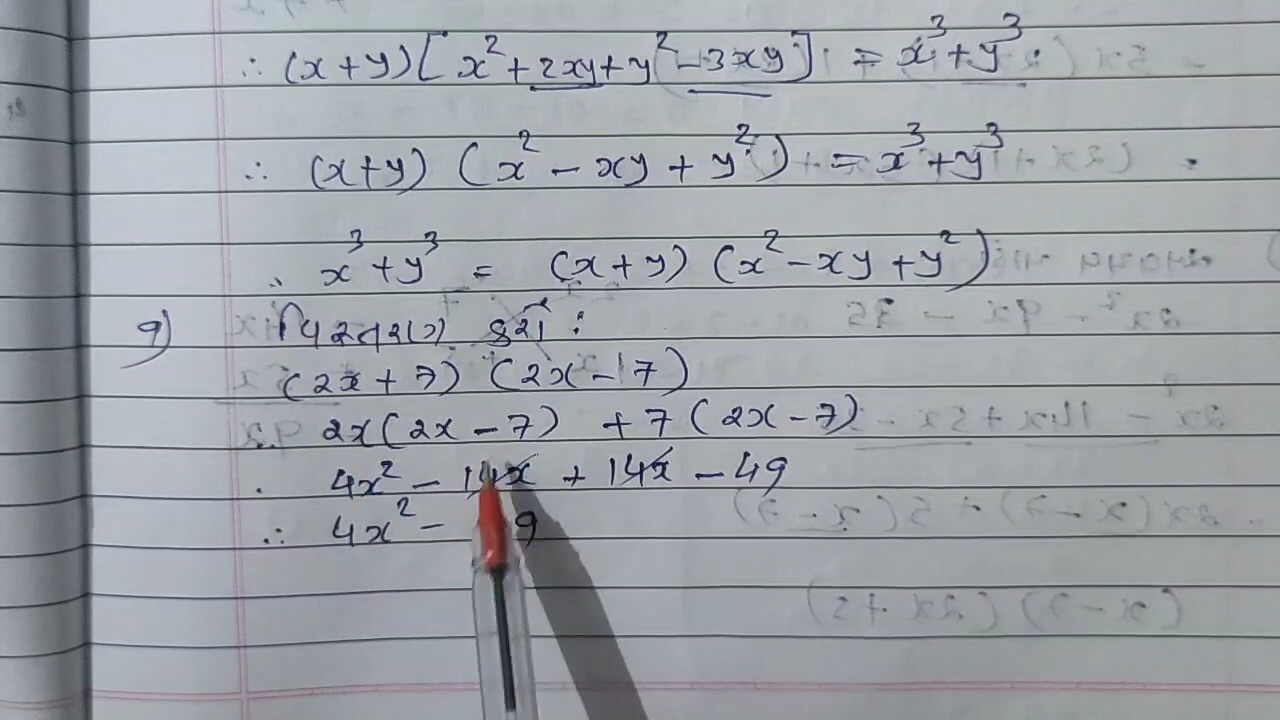 ∴ (x+y)[x²+2xy+y²-3xy] = x³+y³.
∴ (x+y) (x²-xy+y²) = x³+y³
∴ x³+y³ = (x+y) (x²-xy+y²)
9)
(2x+7) (2x-7)
2x(2x-7) +7(2x-7)
4x²-14x+14x-49
∴ 4x²- 9